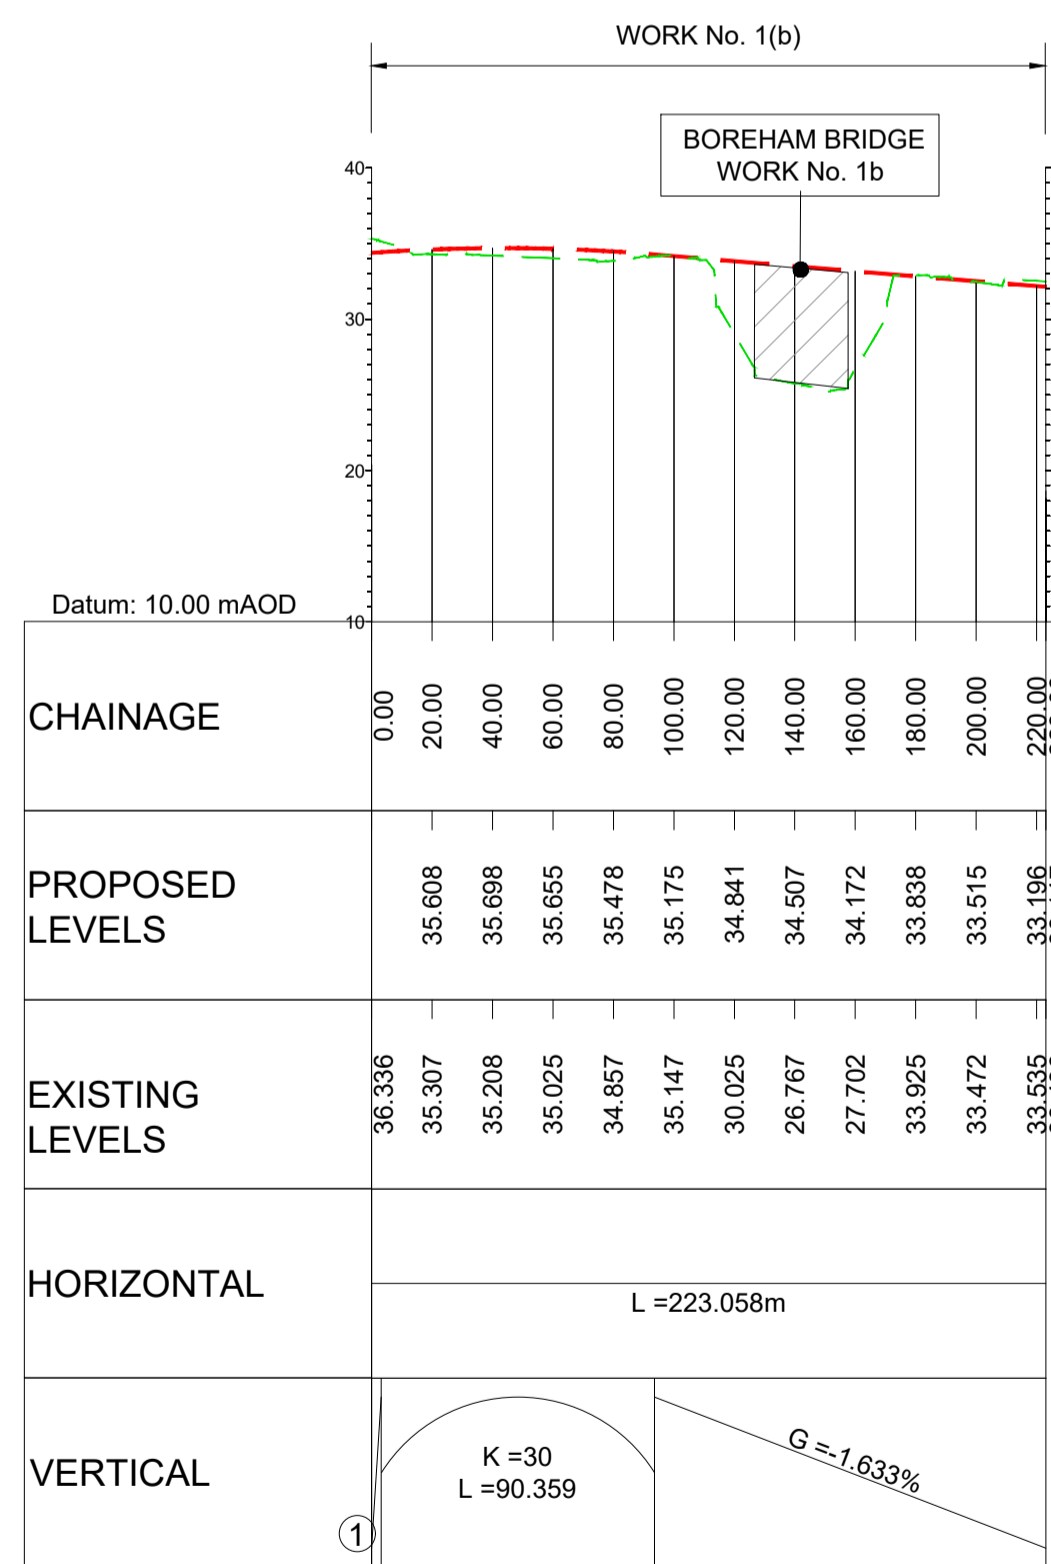 WORK No. 1(b)
BOREHAM BRIDGE
WORK No. 1b
40
30
20
Datum: 10.00 mAOD
10
CHAINAGE
0.00 20.00 40.00 60.00 80.00 100.00 120.00 140.00 160.00 180.00 200.00 220.00
PROPOSED
LEVELS
35.608 35.698 35.655 35.478 35.175 34.841 34.507 34.172 33.838 33.515 33.196
EXISTING
LEVELS
36.336 35.307 35.208 35.025 34.857 35.147 30.025 26.767 27.702 33.925 33.472 33.535
HORIZONTAL
L =223.058m
VERTICAL
1
K =30
L =90.359
G =-1.633%